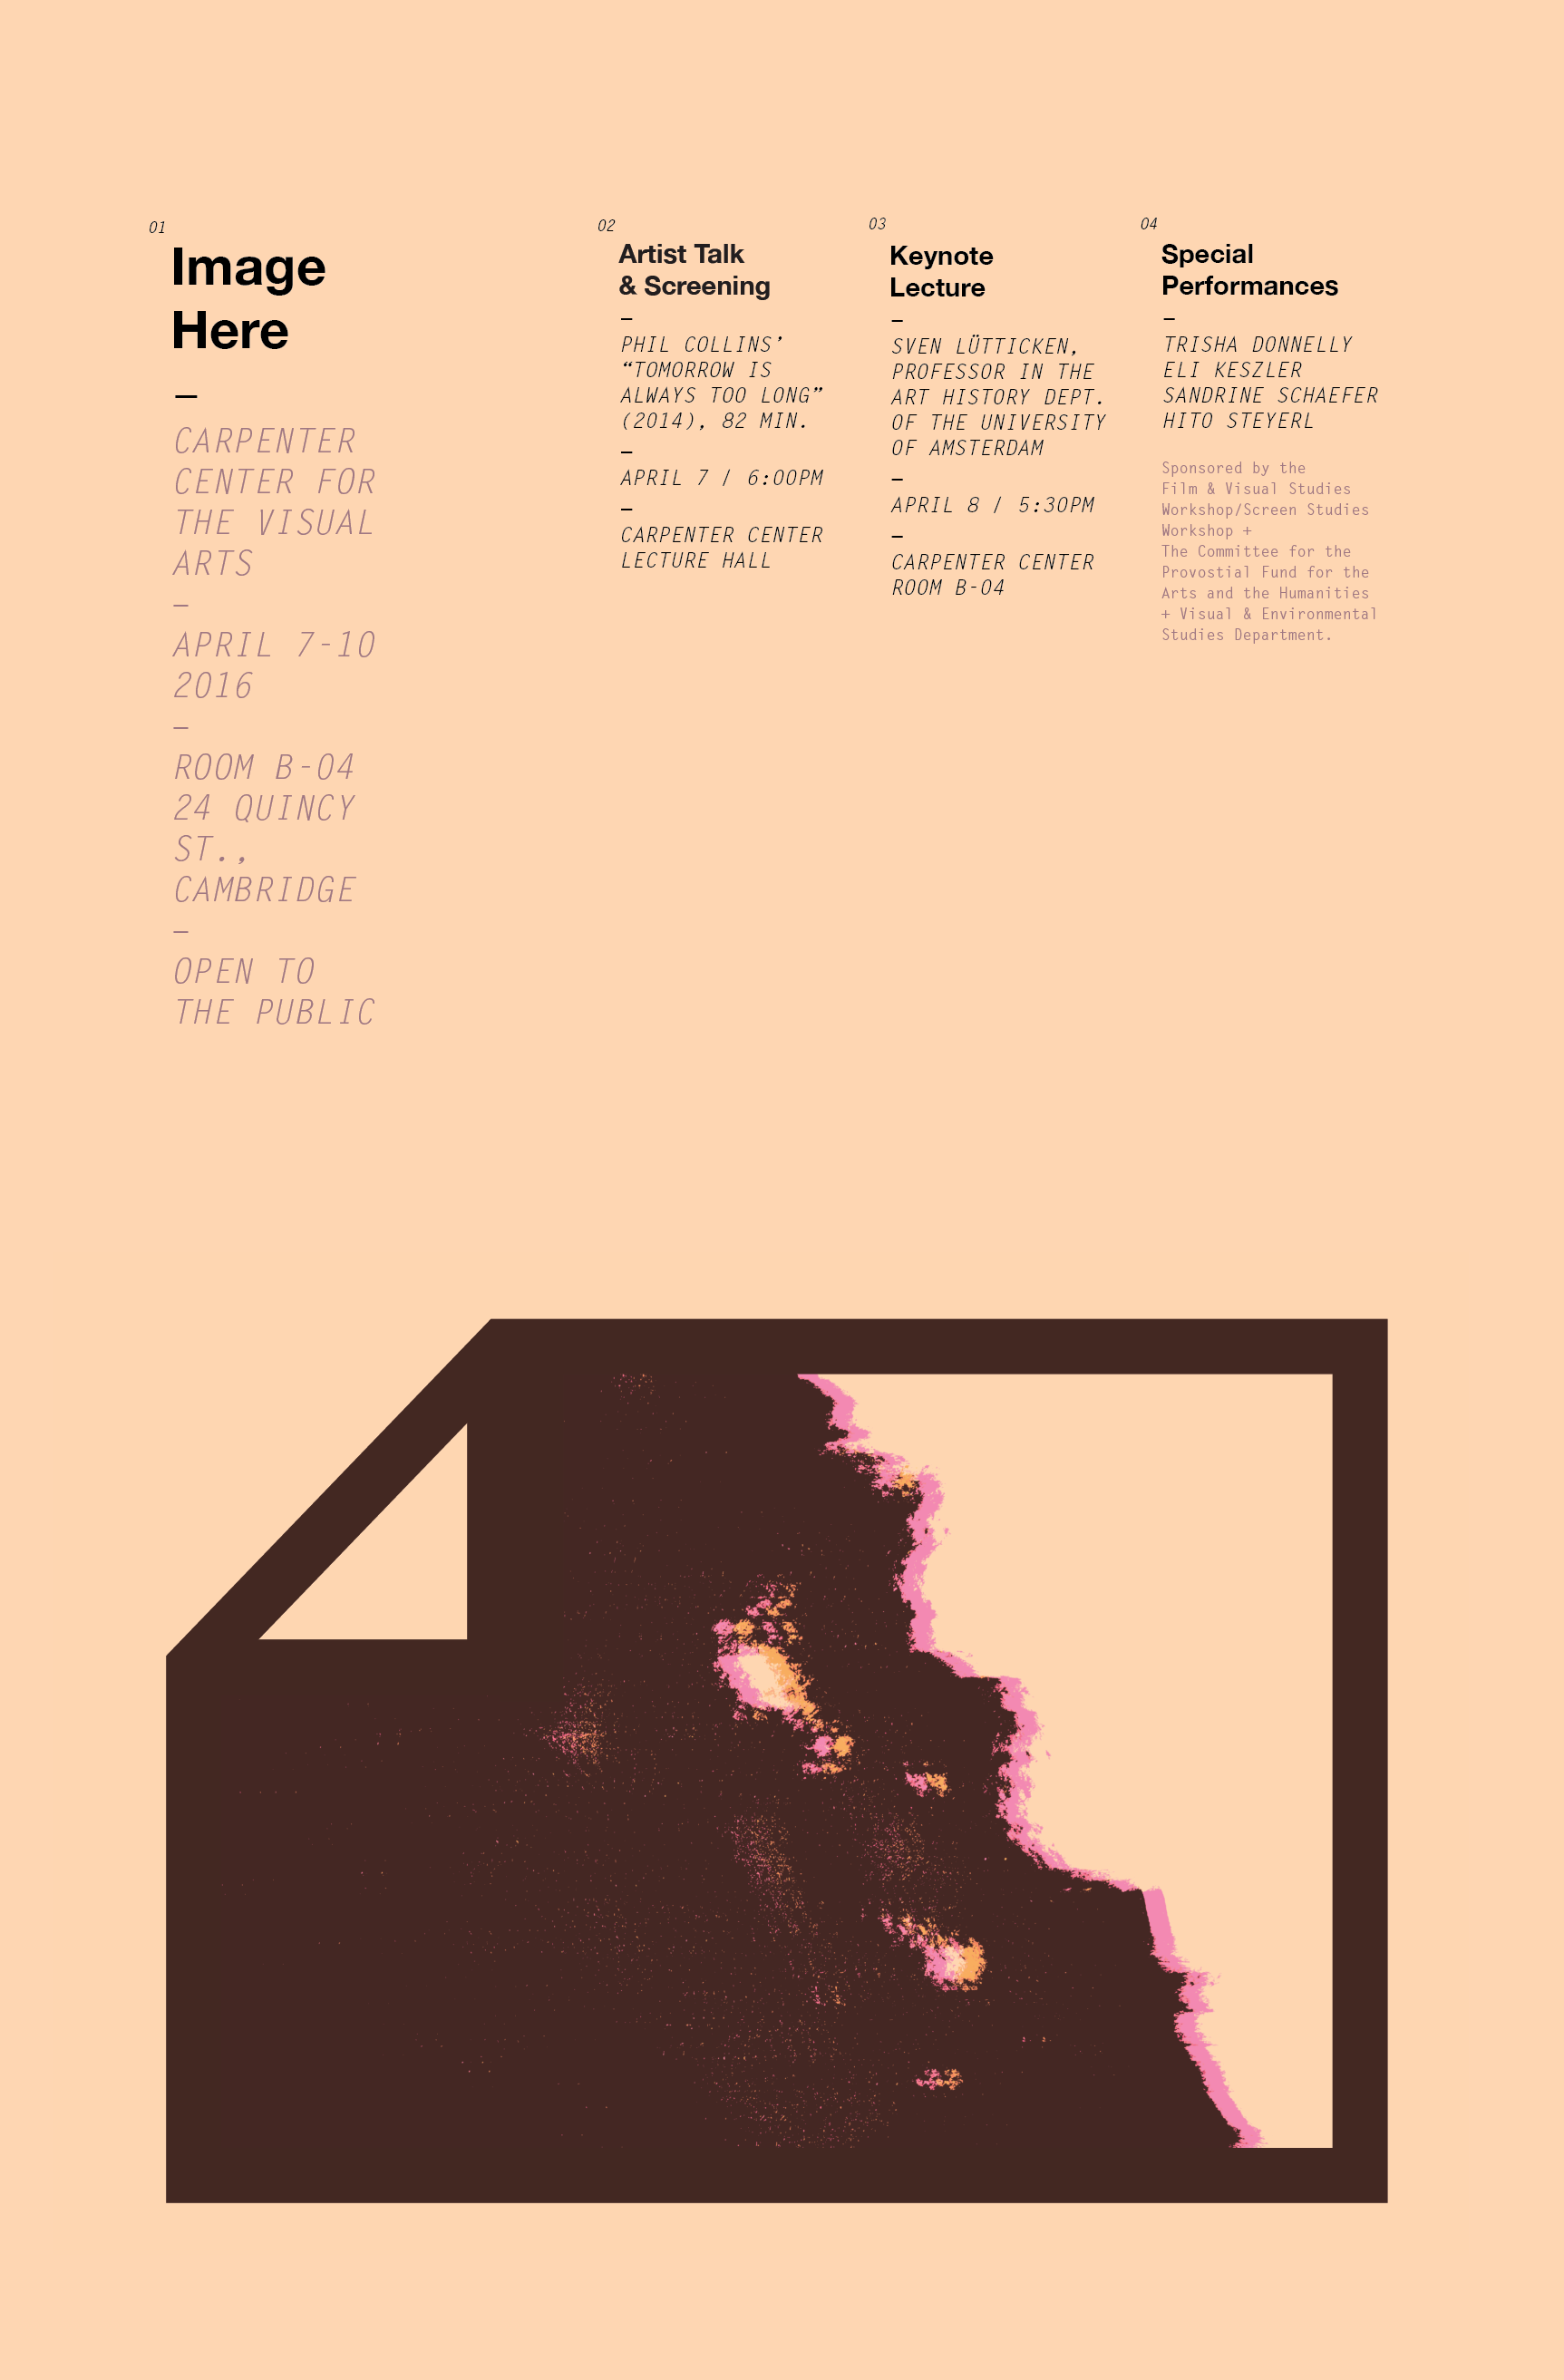 01
Image
Here
–
CARPENTER
CENTER FOR
THE VISUAL
ARTS
–
APRIL 7-10
2016
–
ROOM B-04
24 QUINCY
ST.,
CAMBRIDGE
–
OPEN TO
THE PUBLIC
02
Artist Talk
& Screening
–
PHIL COLLINS’
“TOMORROW IS
ALWAYS TOO LONG”
(2014), 82 MIN.
–
APRIL 7 / 6:00PM
–
CARPENTER CENTER
LECTURE HALL
03
Keynote
Lecture
–
SVEN LÜTTICKEN,
PROFESSOR IN THE
ART HISTORY DEPT.
OF THE UNIVERSITY
OF AMSTERDAM
–
APRIL 8 / 5:30PM
–
CARPENTER CENTER
ROOM B-04
04
Special
Performances
–
TRISHA DONNELLY
ELI KESZLER
SANDRINE SCHAEFER
HITO STEYERL
Sponsored by the
Film & Visual Studies
Workshop/Screen Studies
Workshop +
The Committee for the
Provostial Fund for the
Arts and the Humanities
+ Visual & Environmental
Studies Department.